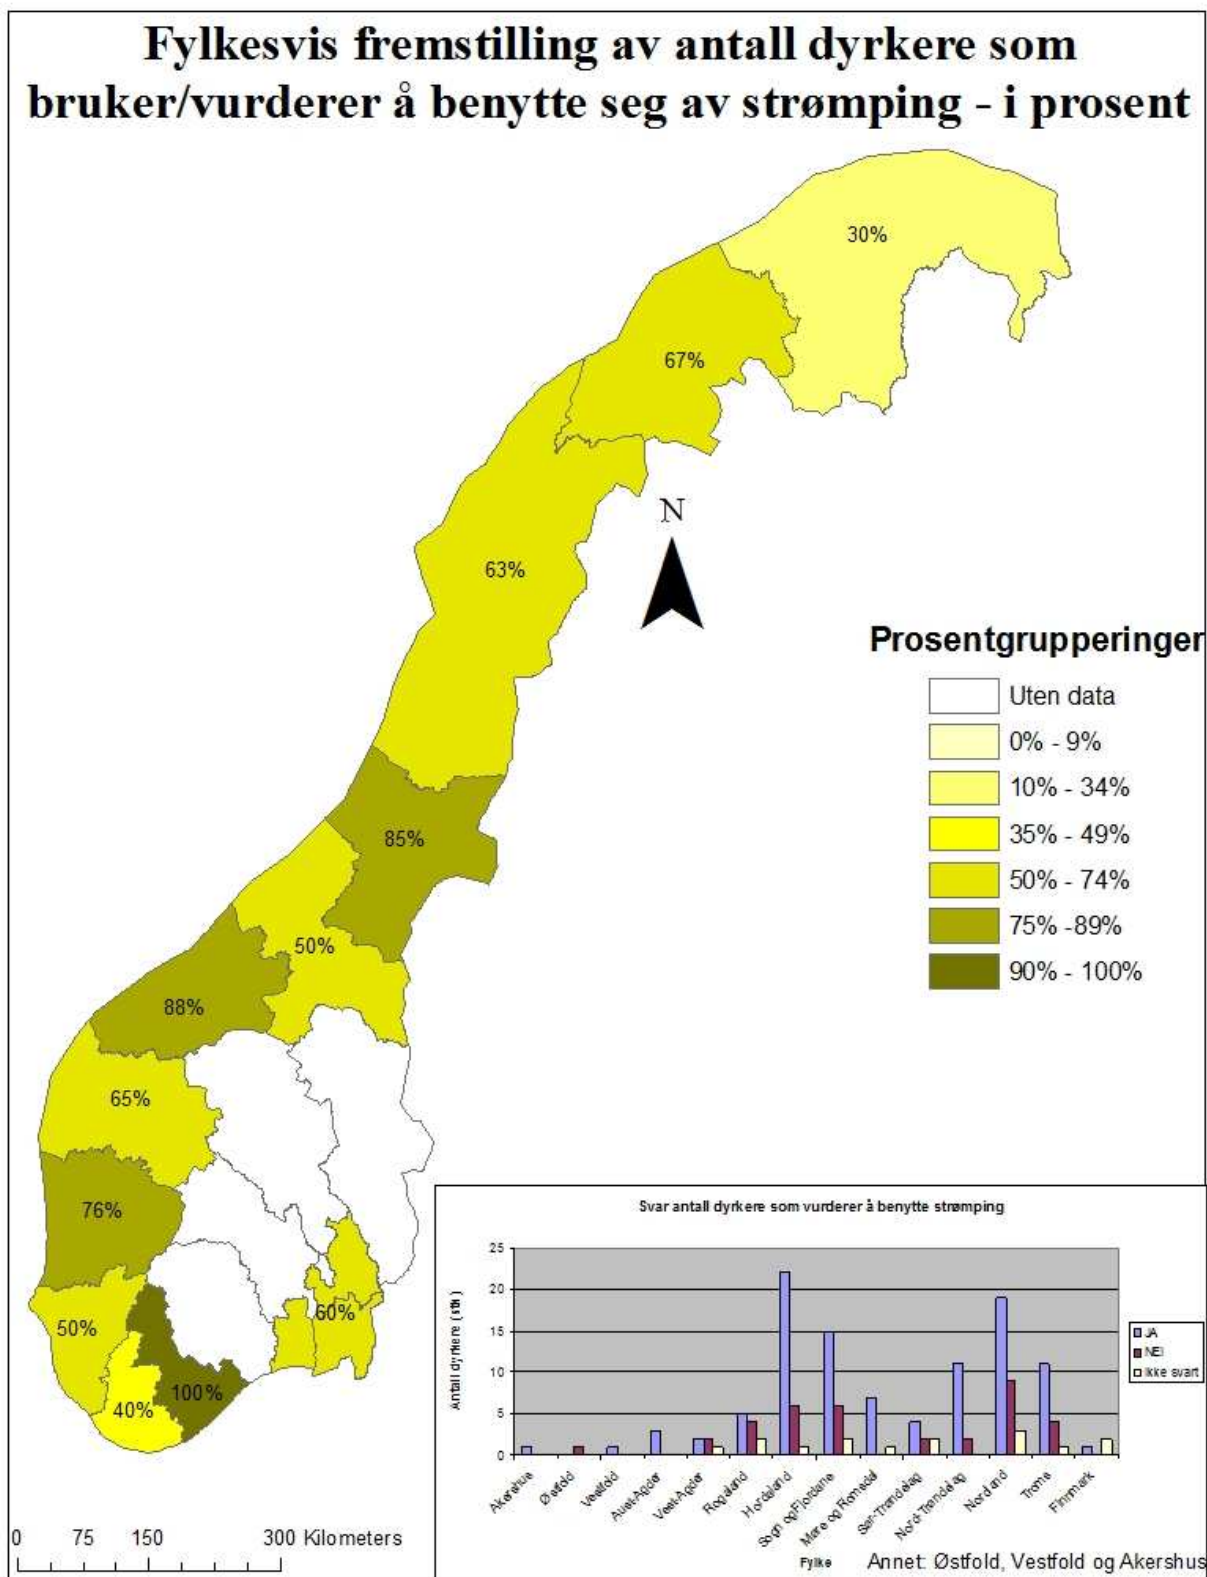 Fylkesvis fremstilling av antall dyrkere som
bruker/vurderer å benytte seg av strømping - i prosent
30%
67%
N
63%
Prosentgrupperinger
Uten data
0% - 9%
10% - 34%
35% - 49%
50% - 74%
75% -89%
90% - 100%
85%
50%
88%
65%
76%
60%
50%
100%
40%
0 75 150 300 Kilometers
Svar antall dyrkere som vurderer å benytte strømping
Antall dyrkere (stk)
25
20
15
10
5
0
JA
NEI
Ikke svart
Akershus
Østfold
Vestfold
Aust-Agder
Vest-Agder
Rogaland
Hordaland
Sogn og Fjordane
Møre og Romsdal
Sør-Trøndelag
Nord-Trøndelag
Nordland
Troms
Finnmark
Fylke
Annet: Østfold, Vestfold og Akershus